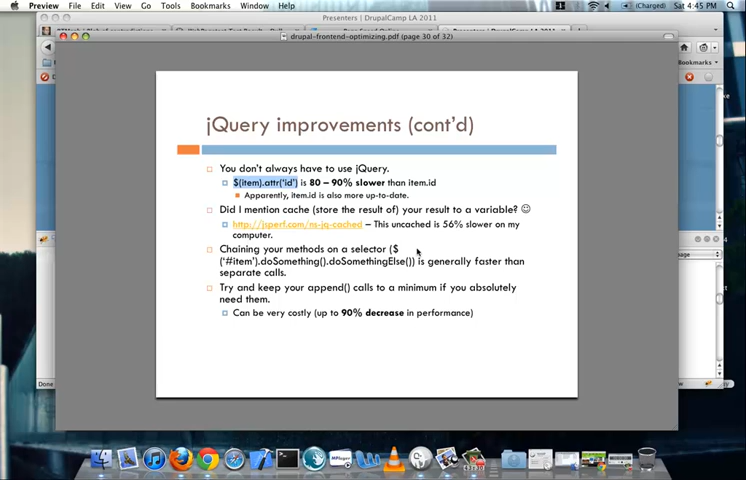 Preview File Edit View Go Tools Bookmarks Window Help
(Charged) Sat 4:45 PM
Presenters | DrupalCamp LA 2011
drupal-frontend-optimizing.pdf (page 30 of 32)
Bookmarks
jQuery improvements (cont'd)
You don't always have to use jQuery.
$(item).attr('id') is 80 – 90% slower than item.id
Apparently, item.id is also more up-to-date.
Did I mention cache (store the result of) your result to a variable? ☺
http://jsperf.com/ns-jq-cached – This uncached is 56% slower on my
computer.
Chaining your methods on a selector ($
('#item').doSomething().doSomethingElse()) is generally faster than
separate calls.
Try and keep your append() calls to a minimum if you absolutely
need them.
Can be very costly (up to 90% decrease in performance)
Done